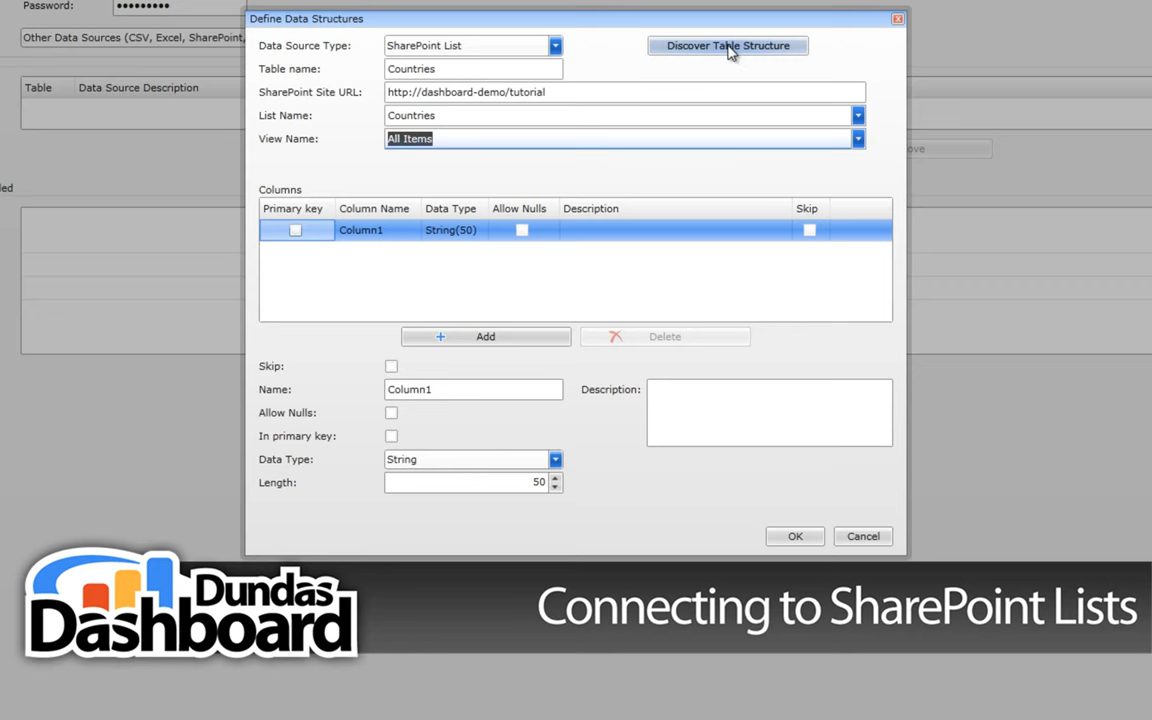 Password: •••••••••
Define Data Structures
Other Data Sources (CSV, Excel, SharePoint,
Data Source Type: SharePoint List
Discover Table Structure
Table name: Countries
Table Data Source Description
SharePoint Site URL: http://dashboard-demo/tutorial
List Name: Countries
View Name: All Items
Columns
Primary key Column Name Data Type Allow Nulls Description Skip
Column1 String(50)
Add Delete
Skip:
Name: Column1 Description:
Allow Nulls:
In primary key:
Data Type: String
Length: 50
OK Cancel
Dundas
Dashboard
Connecting to SharePoint Lists